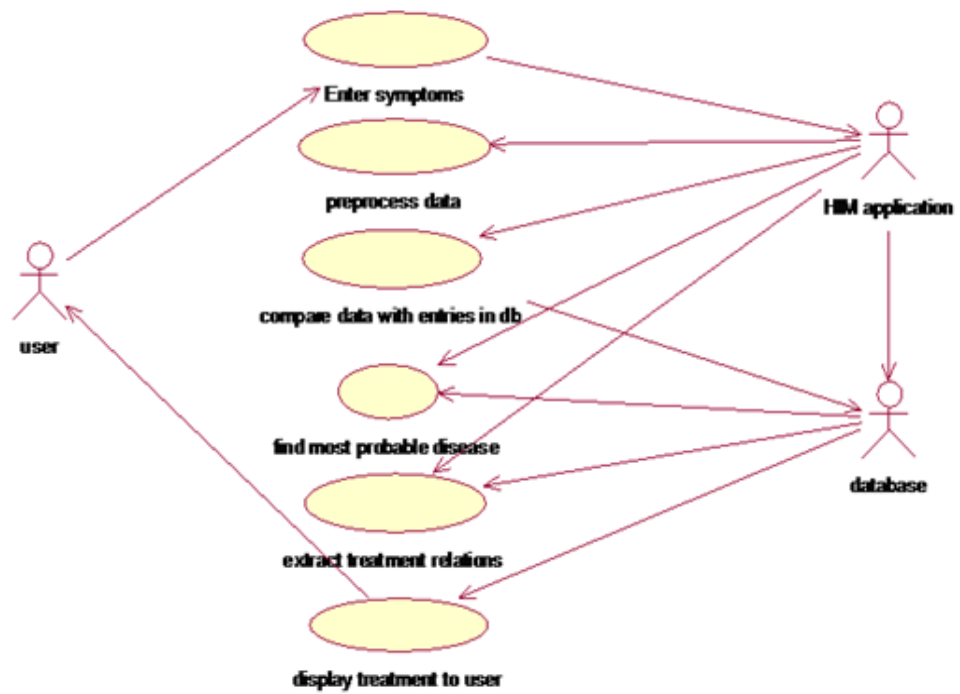 Enter symptoms
preprocess data
HIM application
compare data with entries in db
user
find most probable disease
database
extract treatment relations
display treatment to user